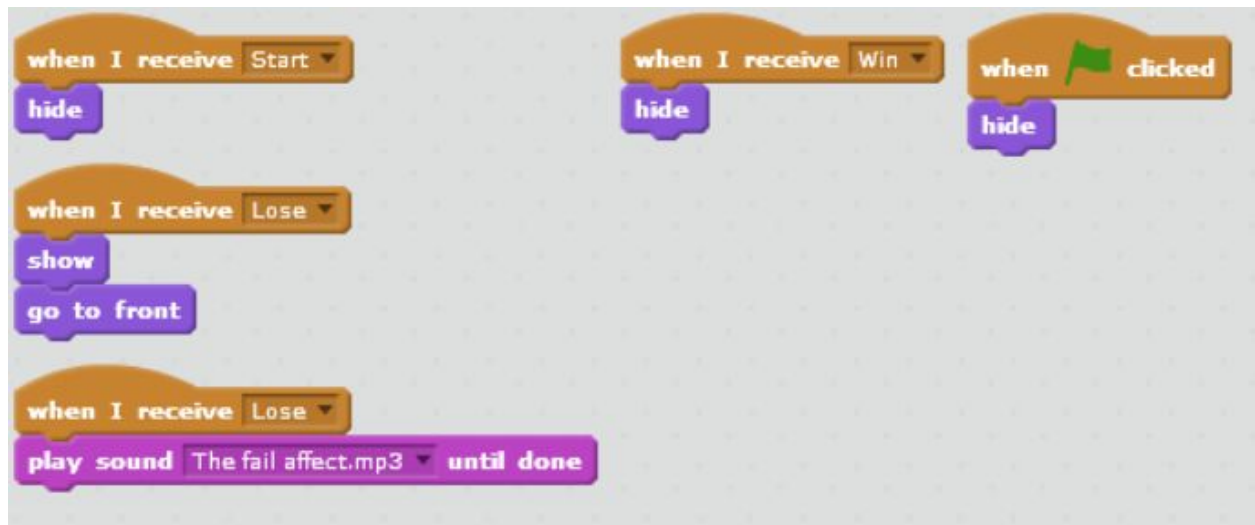 when I receive Start
hide
when I receive Lose
show
go to front
when I receive Lose
play sound The fail affect.mp3 until done
when I receive Win
hide
when clicked
hide